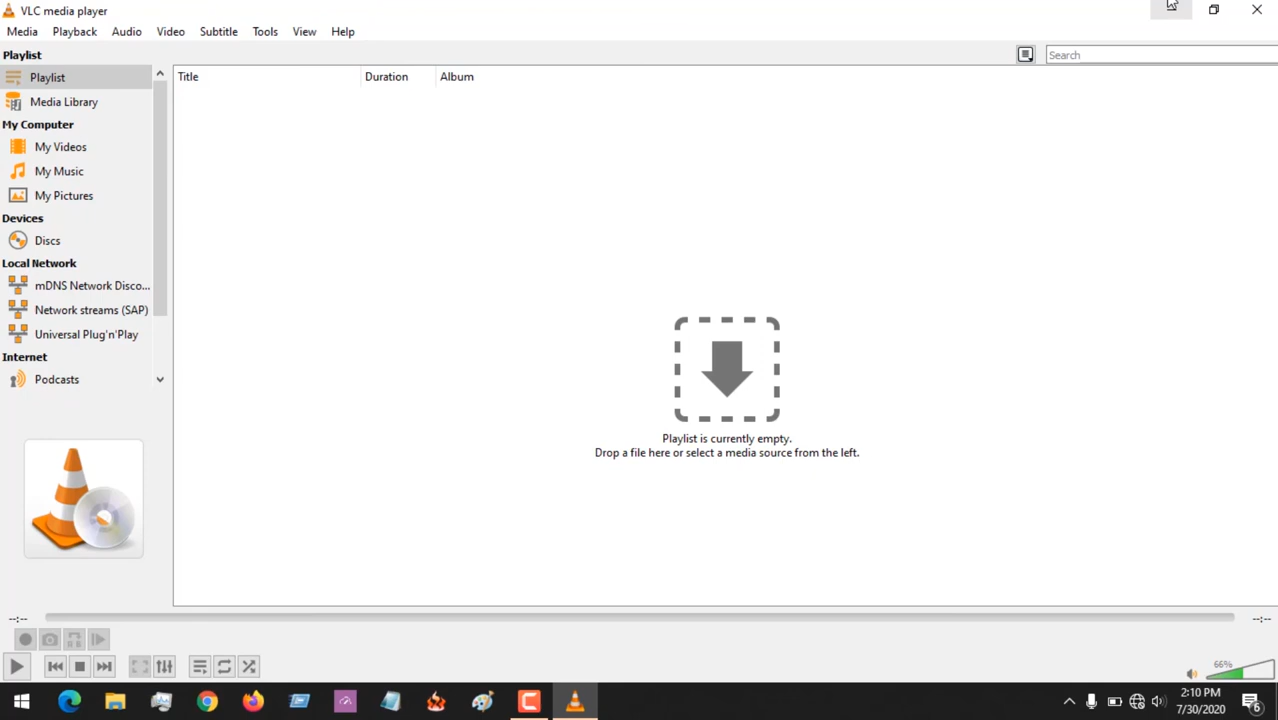 VLC media player
Media Playback Audio Video Subtitle Tools View Help
Playlist
Search
Playlist
Title Duration Album
Media Library
My Computer
My Videos
My Music
My Pictures
Devices
Discs
Local Network
mDNS Network Disco...
Network streams (SAP)
Universal Plug'n'Play
Internet
Podcasts
Playlist is currently empty.
Drop a file here or select a media source from the left.
--:-- --:--
66%
2:10 PM
7/30/2020
6